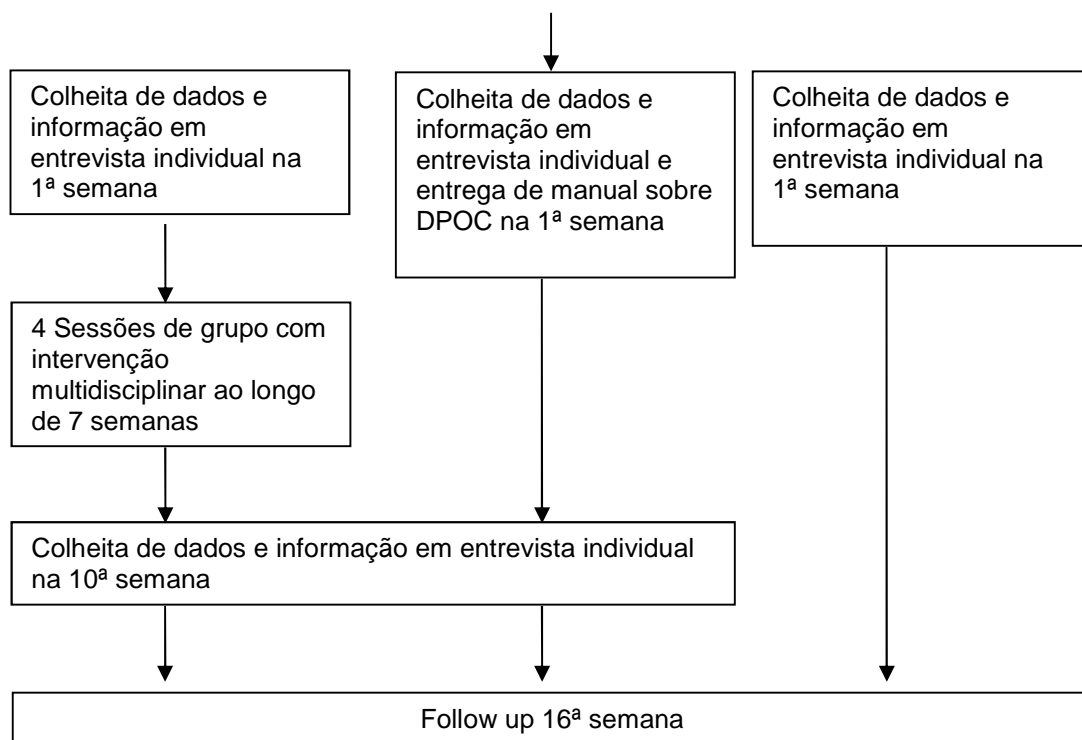 Colheita de dados e
informação em
entrevista individual na
1ª semana
Colheita de dados e
informação em
entrevista individual e
entrega de manual sobre
DPOC na 1ª semana
Colheita de dados e
informação em
entrevista individual na
1ª semana
4 Sessões de grupo com
intervenção
multidisciplinar ao longo
de 7 semanas
Colheita de dados e informação em entrevista individual
na 10ª semana
Follow up 16ª semana